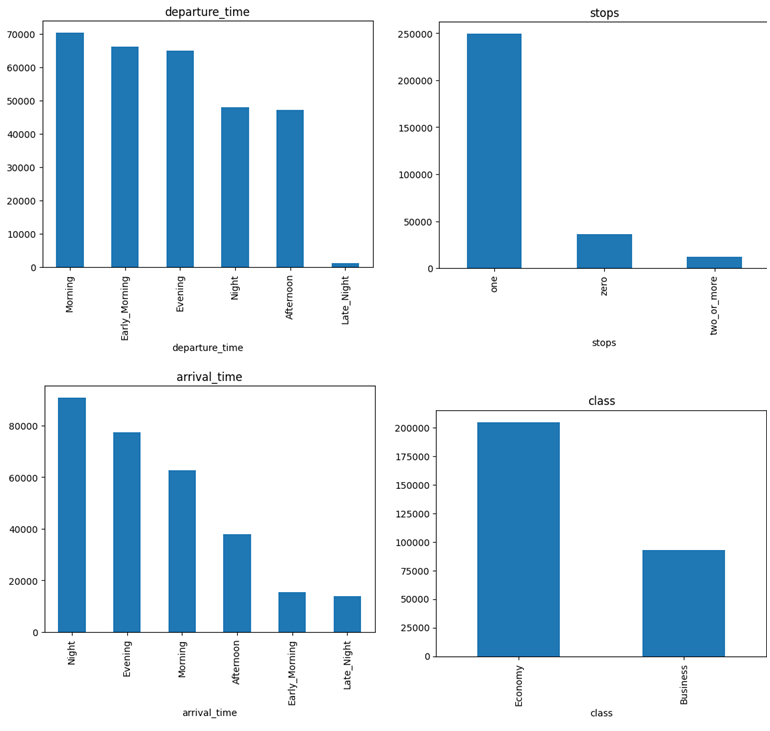 departure_time
70000
60000
50000
40000
30000
20000
10000
0
Morning
Early_Morning
Evening
Night
Afternoon
Late_Night
departure_time
stops
250000
200000
150000
100000
50000
0
one
zero
two_or_more
stops
arrival_time
80000
60000
40000
20000
0
Night
Evening
Morning
Afternoon
Early_Morning
Late_Night
arrival_time
class
200000
175000
150000
125000
100000
75000
50000
25000
0
Economy
Business
class